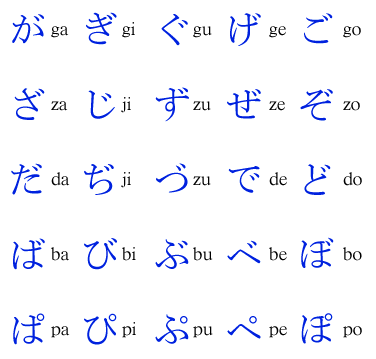 が ga ぎ gi ぐ gu げ ge ご go
ざ za じ ji ず zu ぜ ze ぞ zo
だ da ぢ ji づ zu で de ど do
ば ba び bi ぶ bu べ be ぼ bo
ぱ pa ぴ pi ぷ pu ぺ pe ぽ po